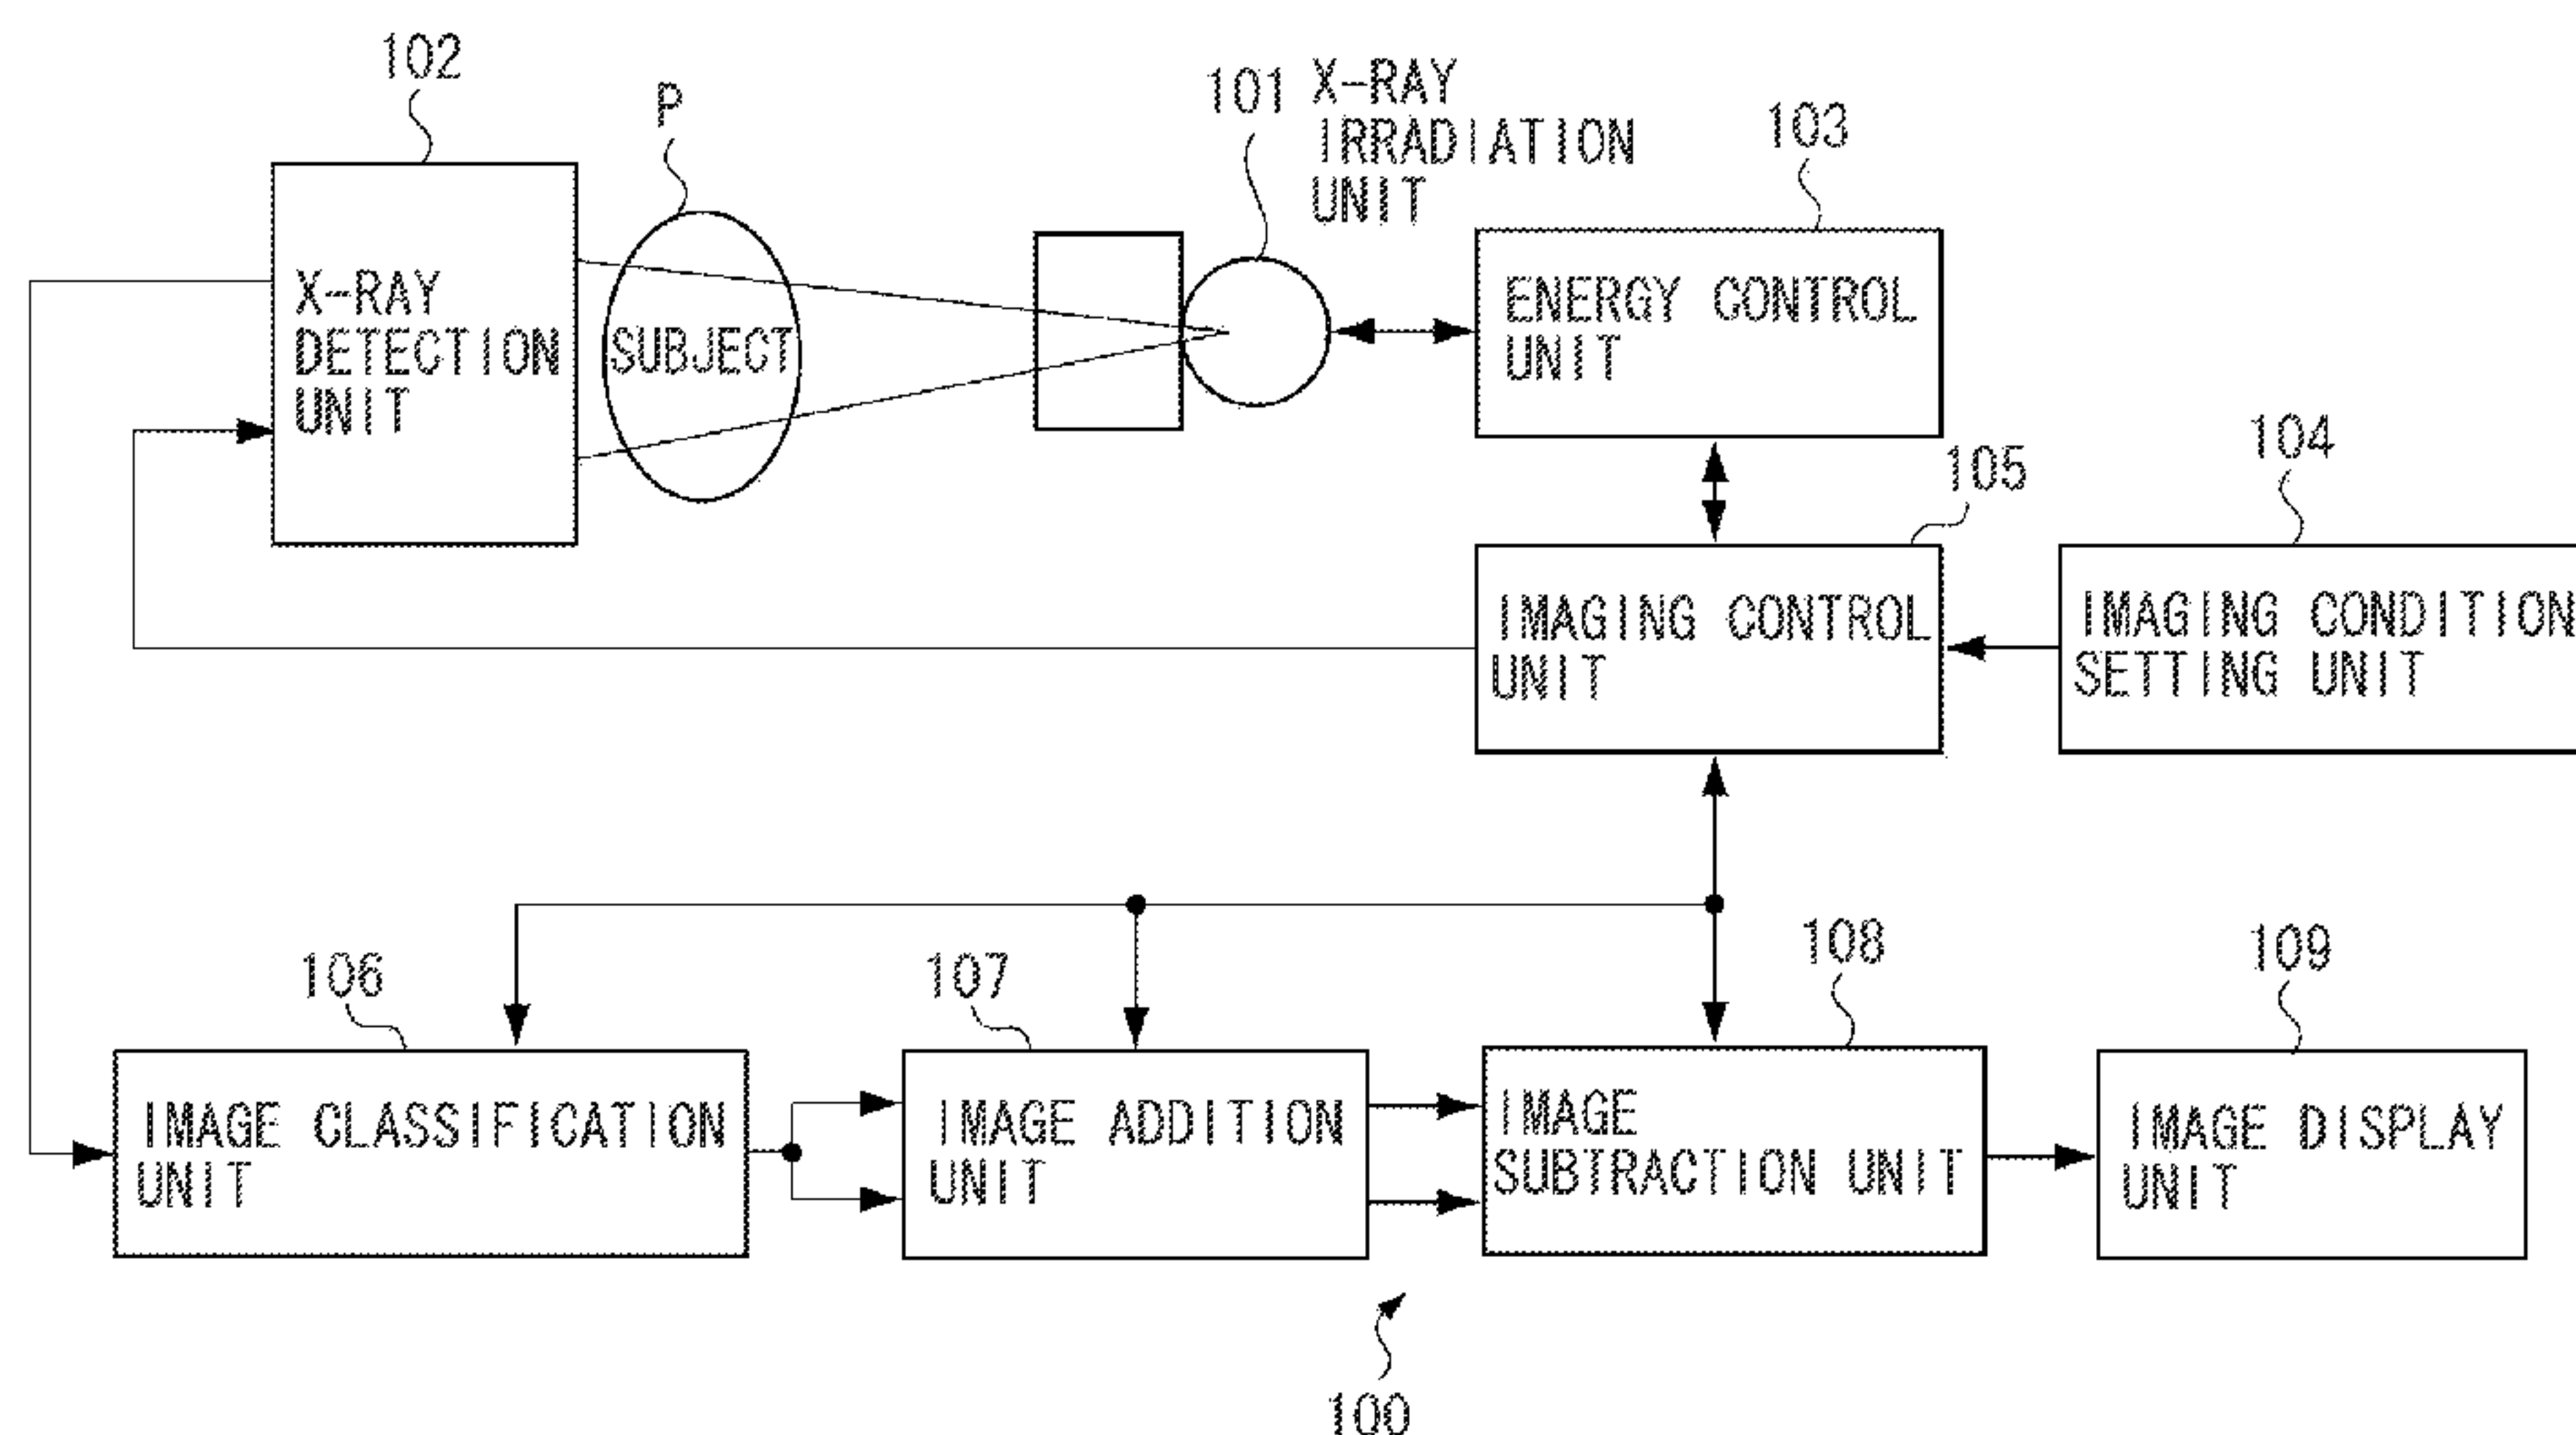 102
P
101
X-RAY
IRRADIATION
UNIT
103
X-RAY
DETECTION
UNIT
SUBJECT
ENERGY CONTROL
UNIT
104
105
IMAGING CONTROL
UNIT
IMAGING CONDITION
SETTING UNIT
106
107
108
109
IMAGE CLASSIFICATION
UNIT
IMAGE ADDITION
UNIT
IMAGE
SUBTRACTION UNIT
IMAGE DISPLAY
UNIT
100